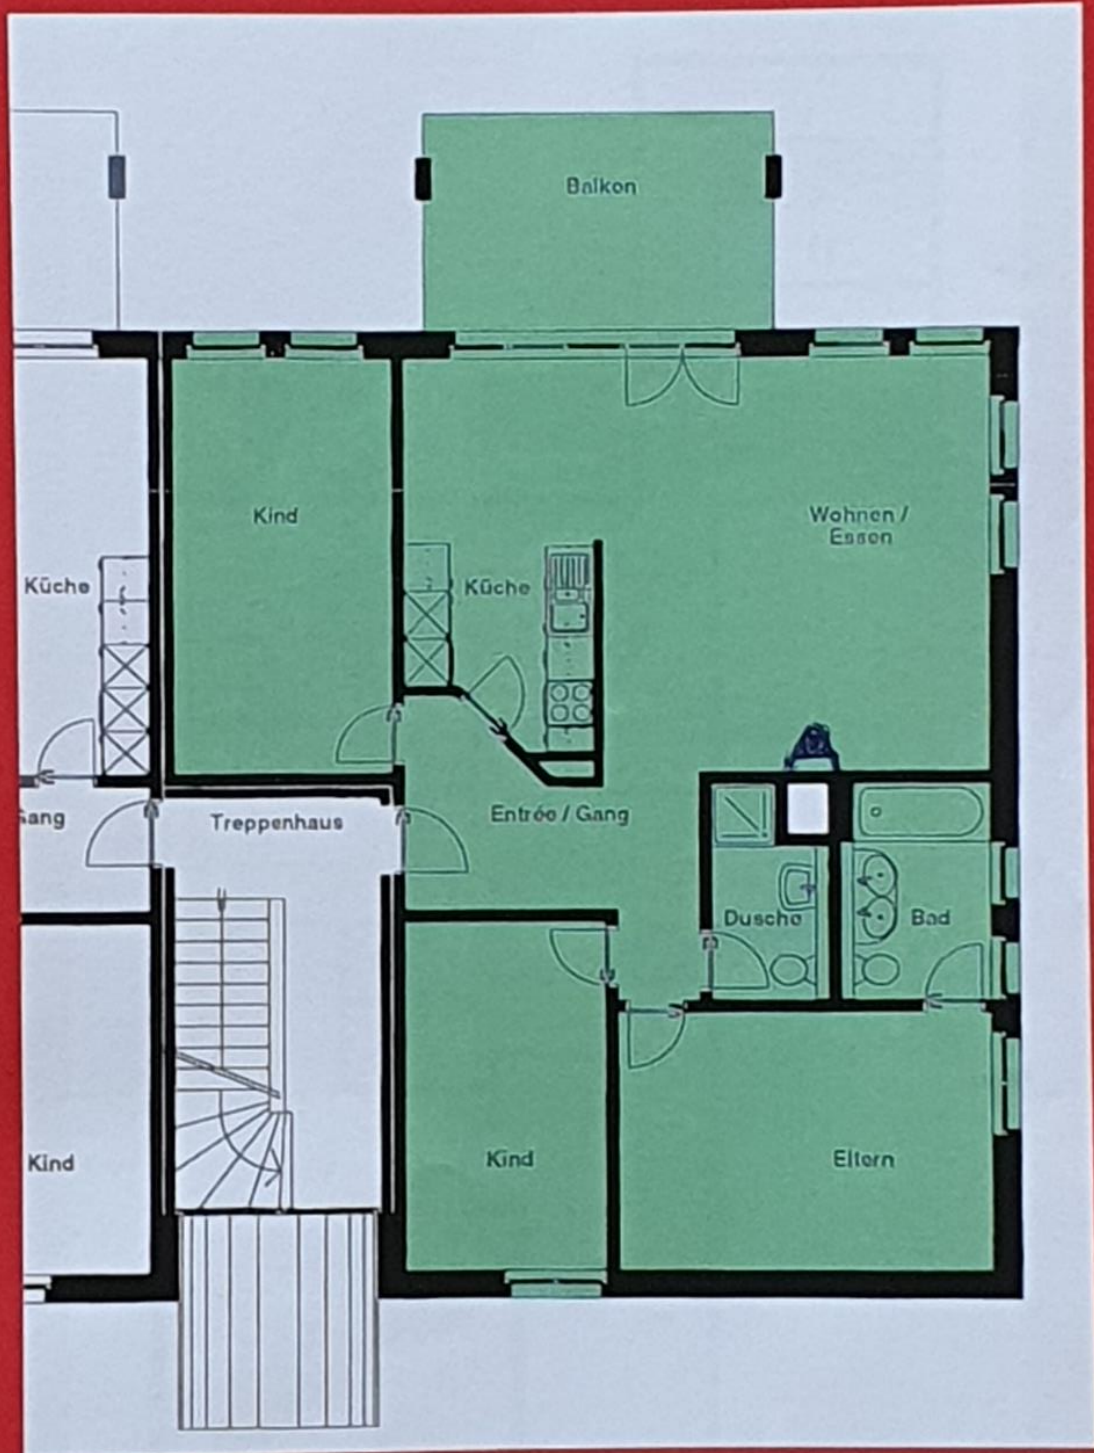 Balkon
Kind
Wohnen /
Essen
Küche
Küche
Gang
Treppenhaus
Entrée / Gang
Dusche
Bad
Kind
Kind
Eltern